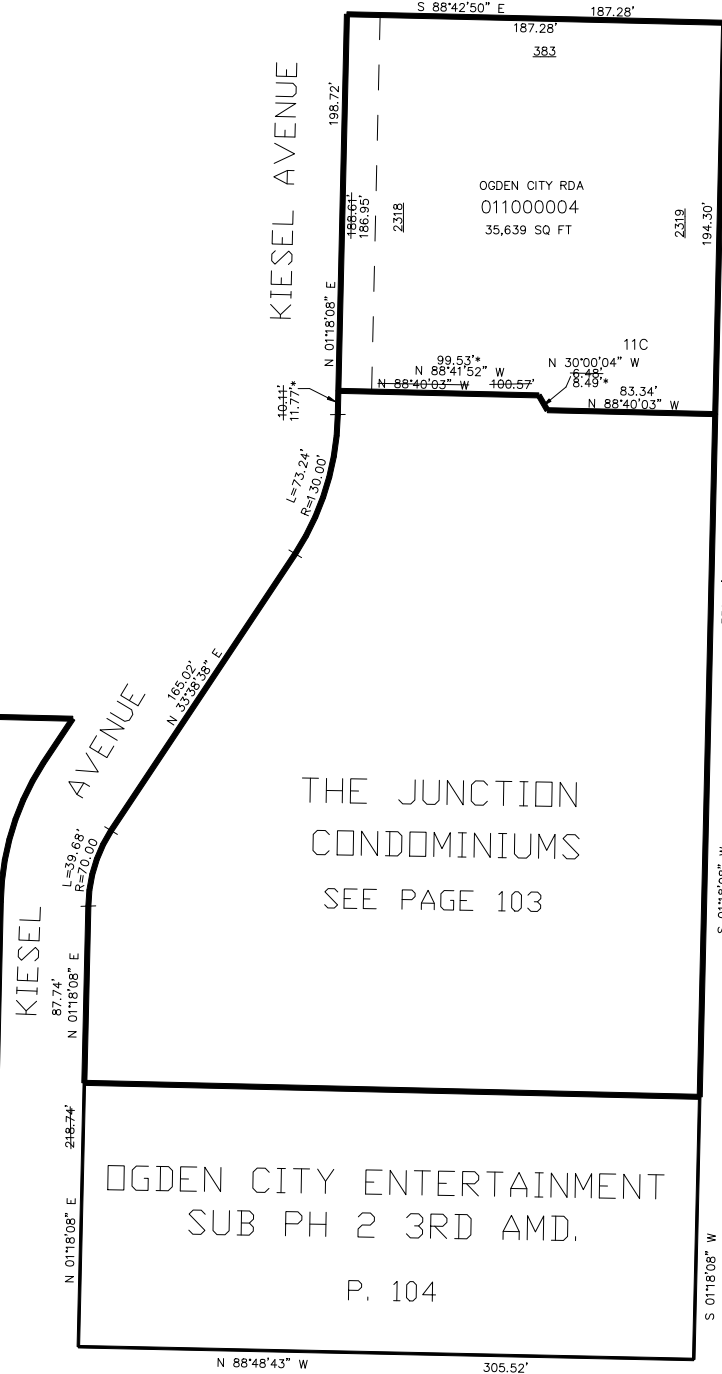 S 88°42'50" E
187.28'
187.28'
383
KIESEL AVENUE
198.72'
188.61'
186.95'
2318
OGDEN CITY RDA
011000004
35,639 SQ FT
2319
194.30'
N 01°18'08" E
11C
99.53'*
N 88°41'52" W
N 88°40'03" W
100.57'
N 30°00'04" W
6.48'
8.49'*
83.34'
N 88°40'03" W
10.11'
11.77'*
L=73.24'
R=130.00'
165.02'
N 33°38'38" E
KIESEL AVENUE
L=39.68'
R=70.00
THE JUNCTION
CONDOMINIUMS
SEE PAGE 103
S 01°18'08" W
87.74'
N 01°18'08" E
218.74'
OGDEN CITY ENTERTAINMENT
SUB PH 2 3RD AMD.
P. 104
N 01°18'08" E
S 01°18'08" W
N 88°48'43" W
305.52'